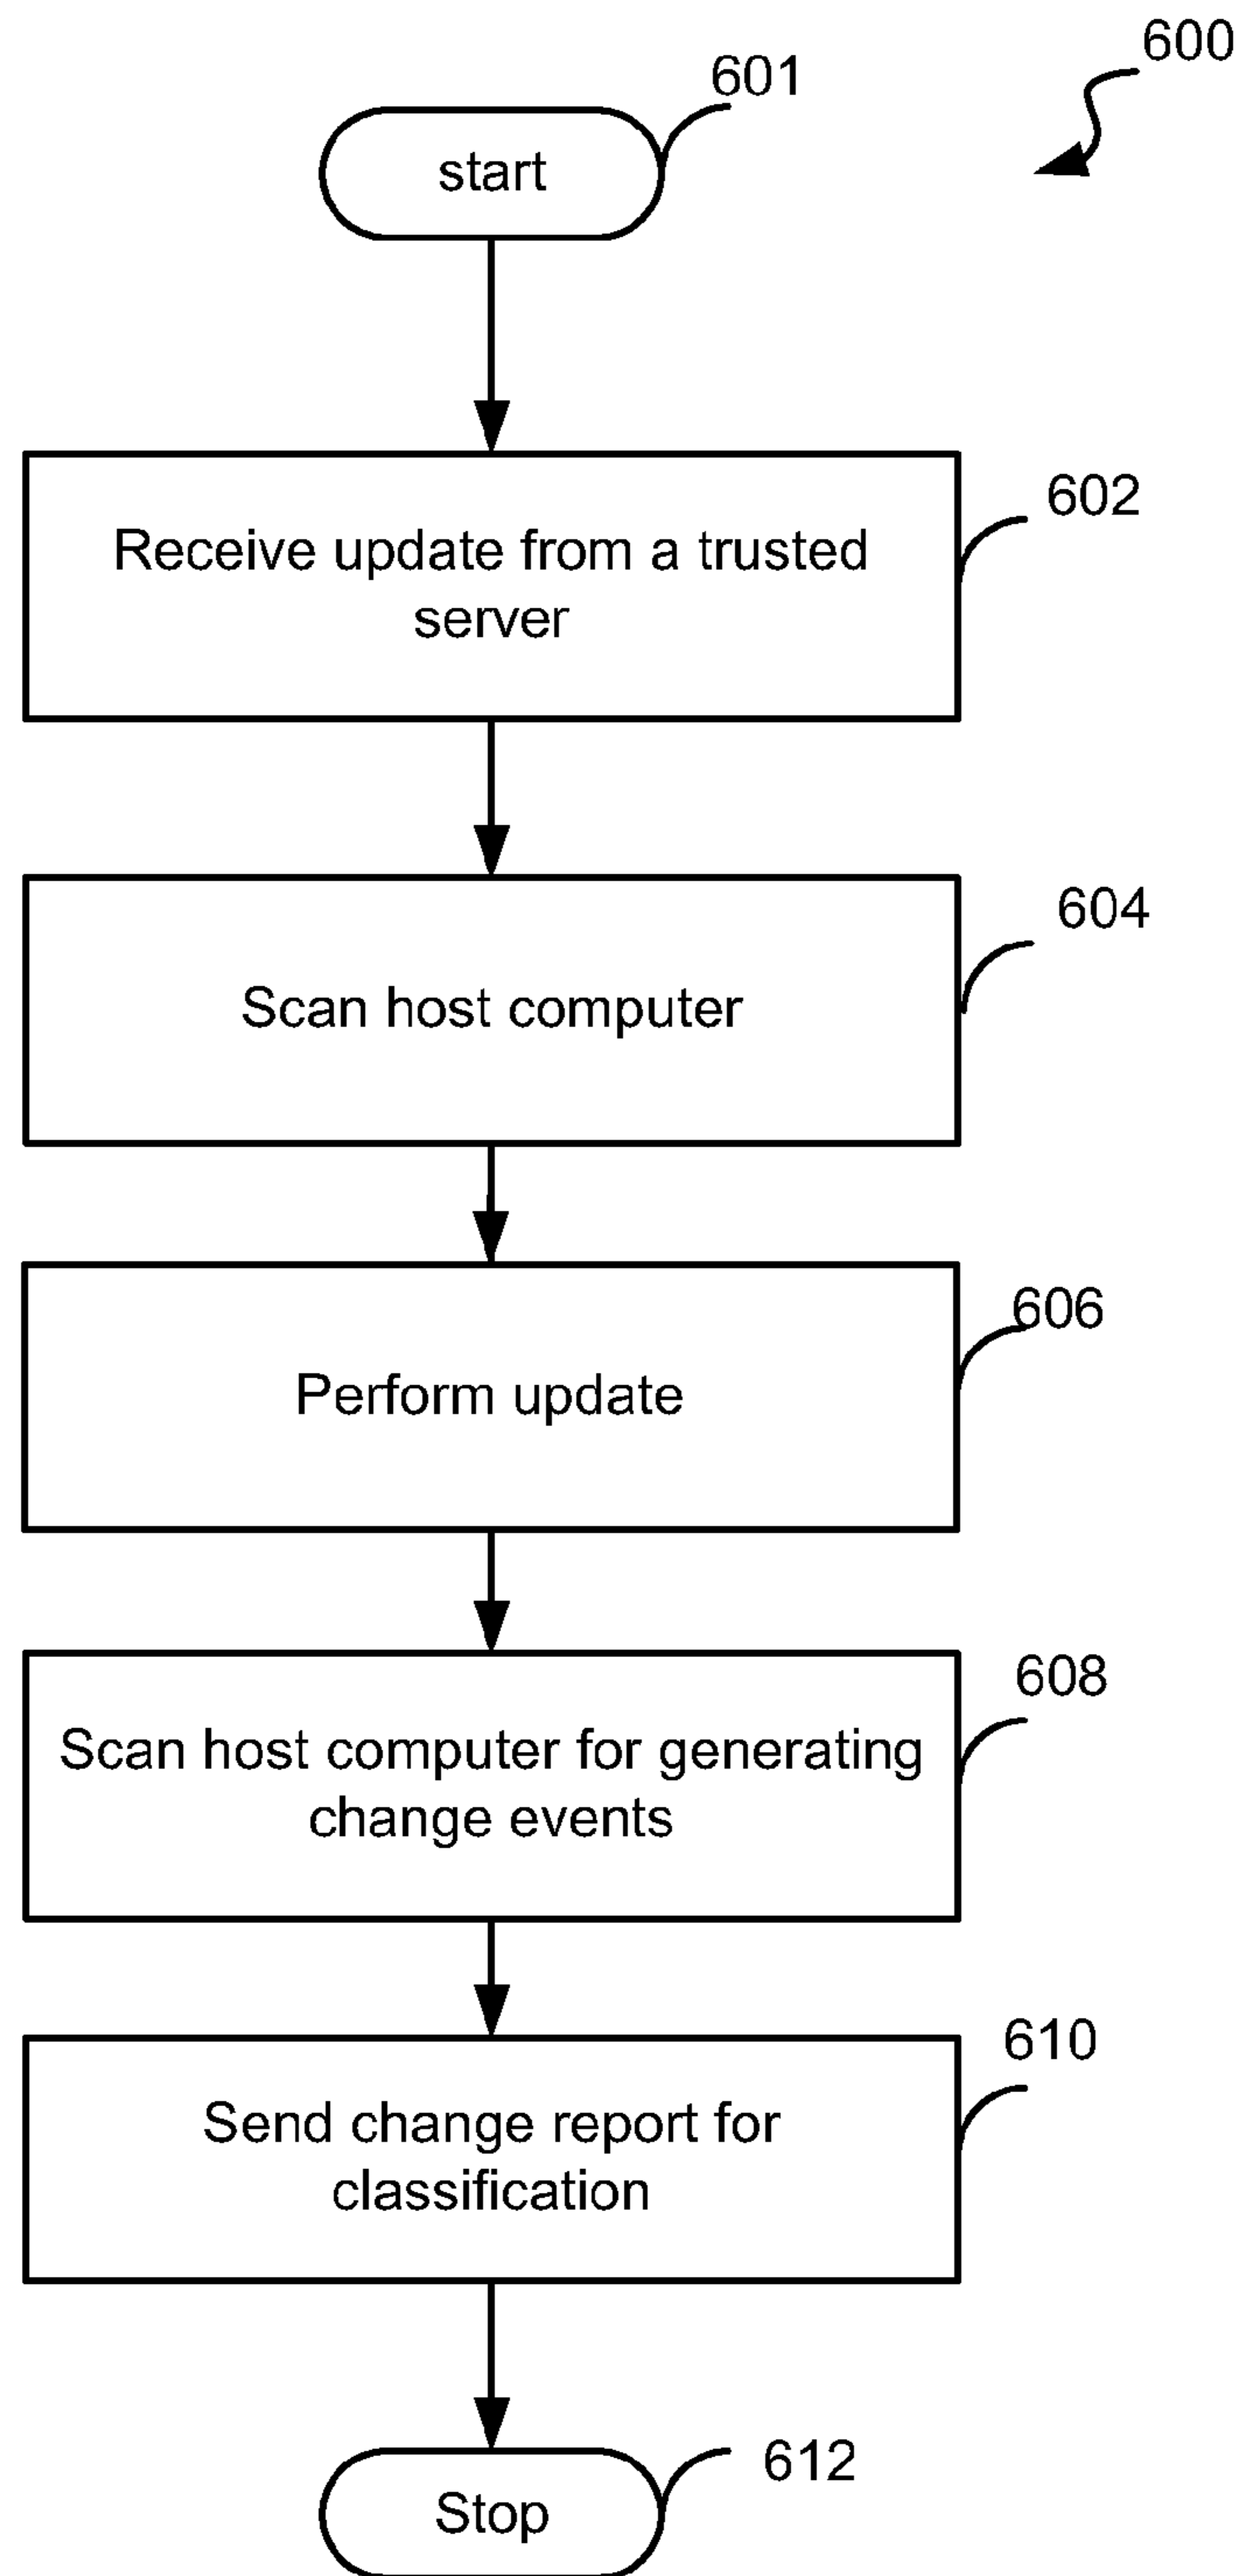 600
601
start
602
Receive update from a trusted
server
604
Scan host computer
606
Perform update
608
Scan host computer for generating
change events
610
Send change report for
classification
612
Stop